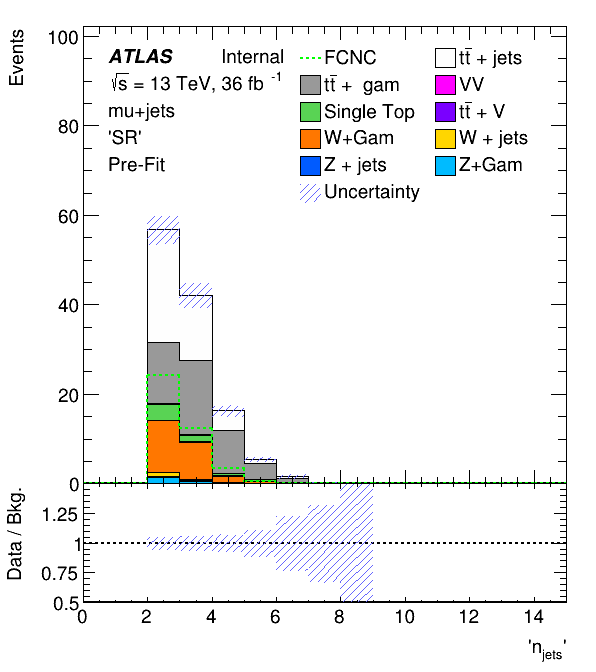 Events
100
80
60
40
20
0
ATLAS Internal
√s = 13 TeV, 36 fb⁻¹
mu+jets
'SR'
Pre-Fit
FCNC
tt̄ + jets
tt̄ + gam
VV
Single Top
tt̄ + V
W+Gam
W + jets
Z + jets
Z+Gam
Uncertainty
Data / Bkg.
1.25
1
0.75
0.5
0 2 4 6 8 10 12 14
'n_jets'